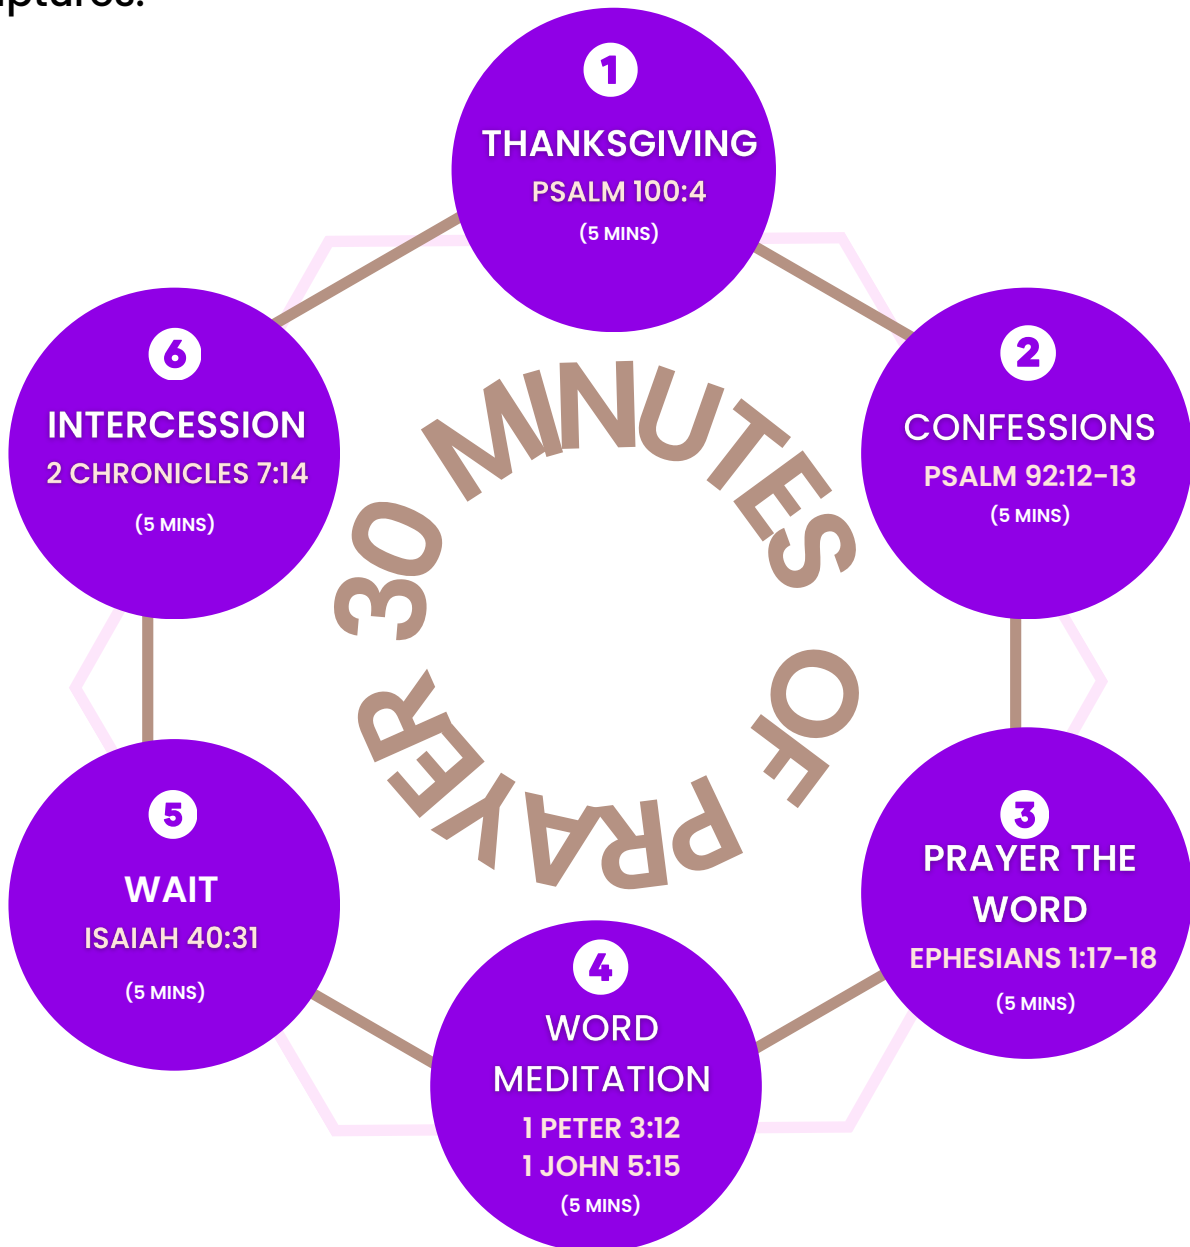 1
THANKSGIVING
PSALM 100:4
(5 MINS)
2
CONFESSIONS
PSALM 92:12-13
(5 MINS)
3
PRAYER THE
WORD
EPHESIANS 1:17-18
(5 MINS)
4
WORD
MEDITATION
1 PETER 3:12
1 JOHN 5:15
(5 MINS)
5
WAIT
ISAIAH 40:31
(5 MINS)
6
INTERCESSION
2 CHRONICLES 7:14
(5 MINS)
30 MINUTES OF PRAYER